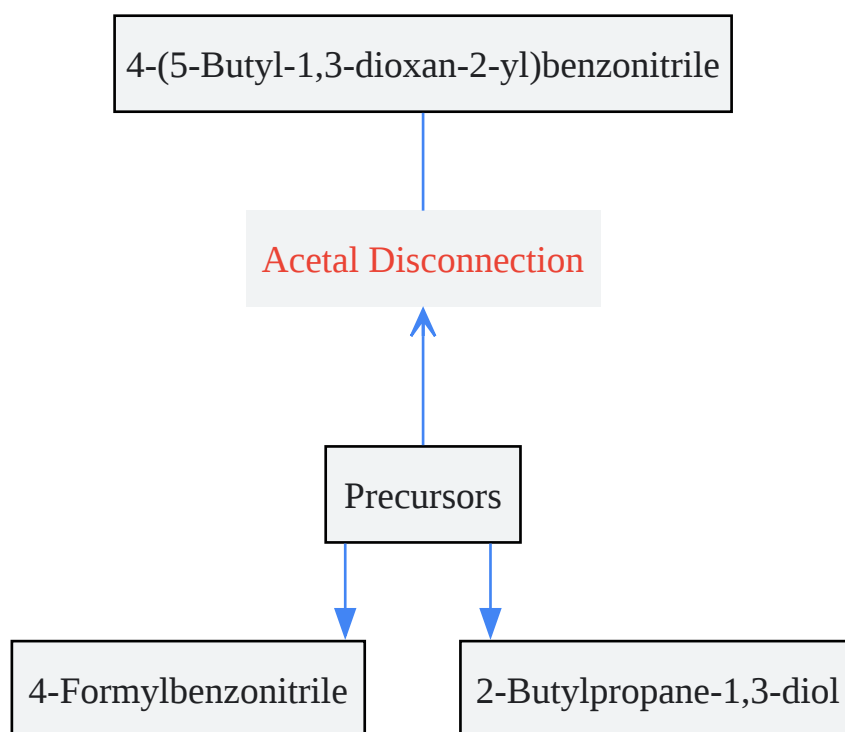 4-(5-Butyl-1,3-dioxan-2-yl)benzonitrile
Acetal Disconnection
Precursors
4-Formylbenzonitrile
2-Butylpropane-1,3-diol